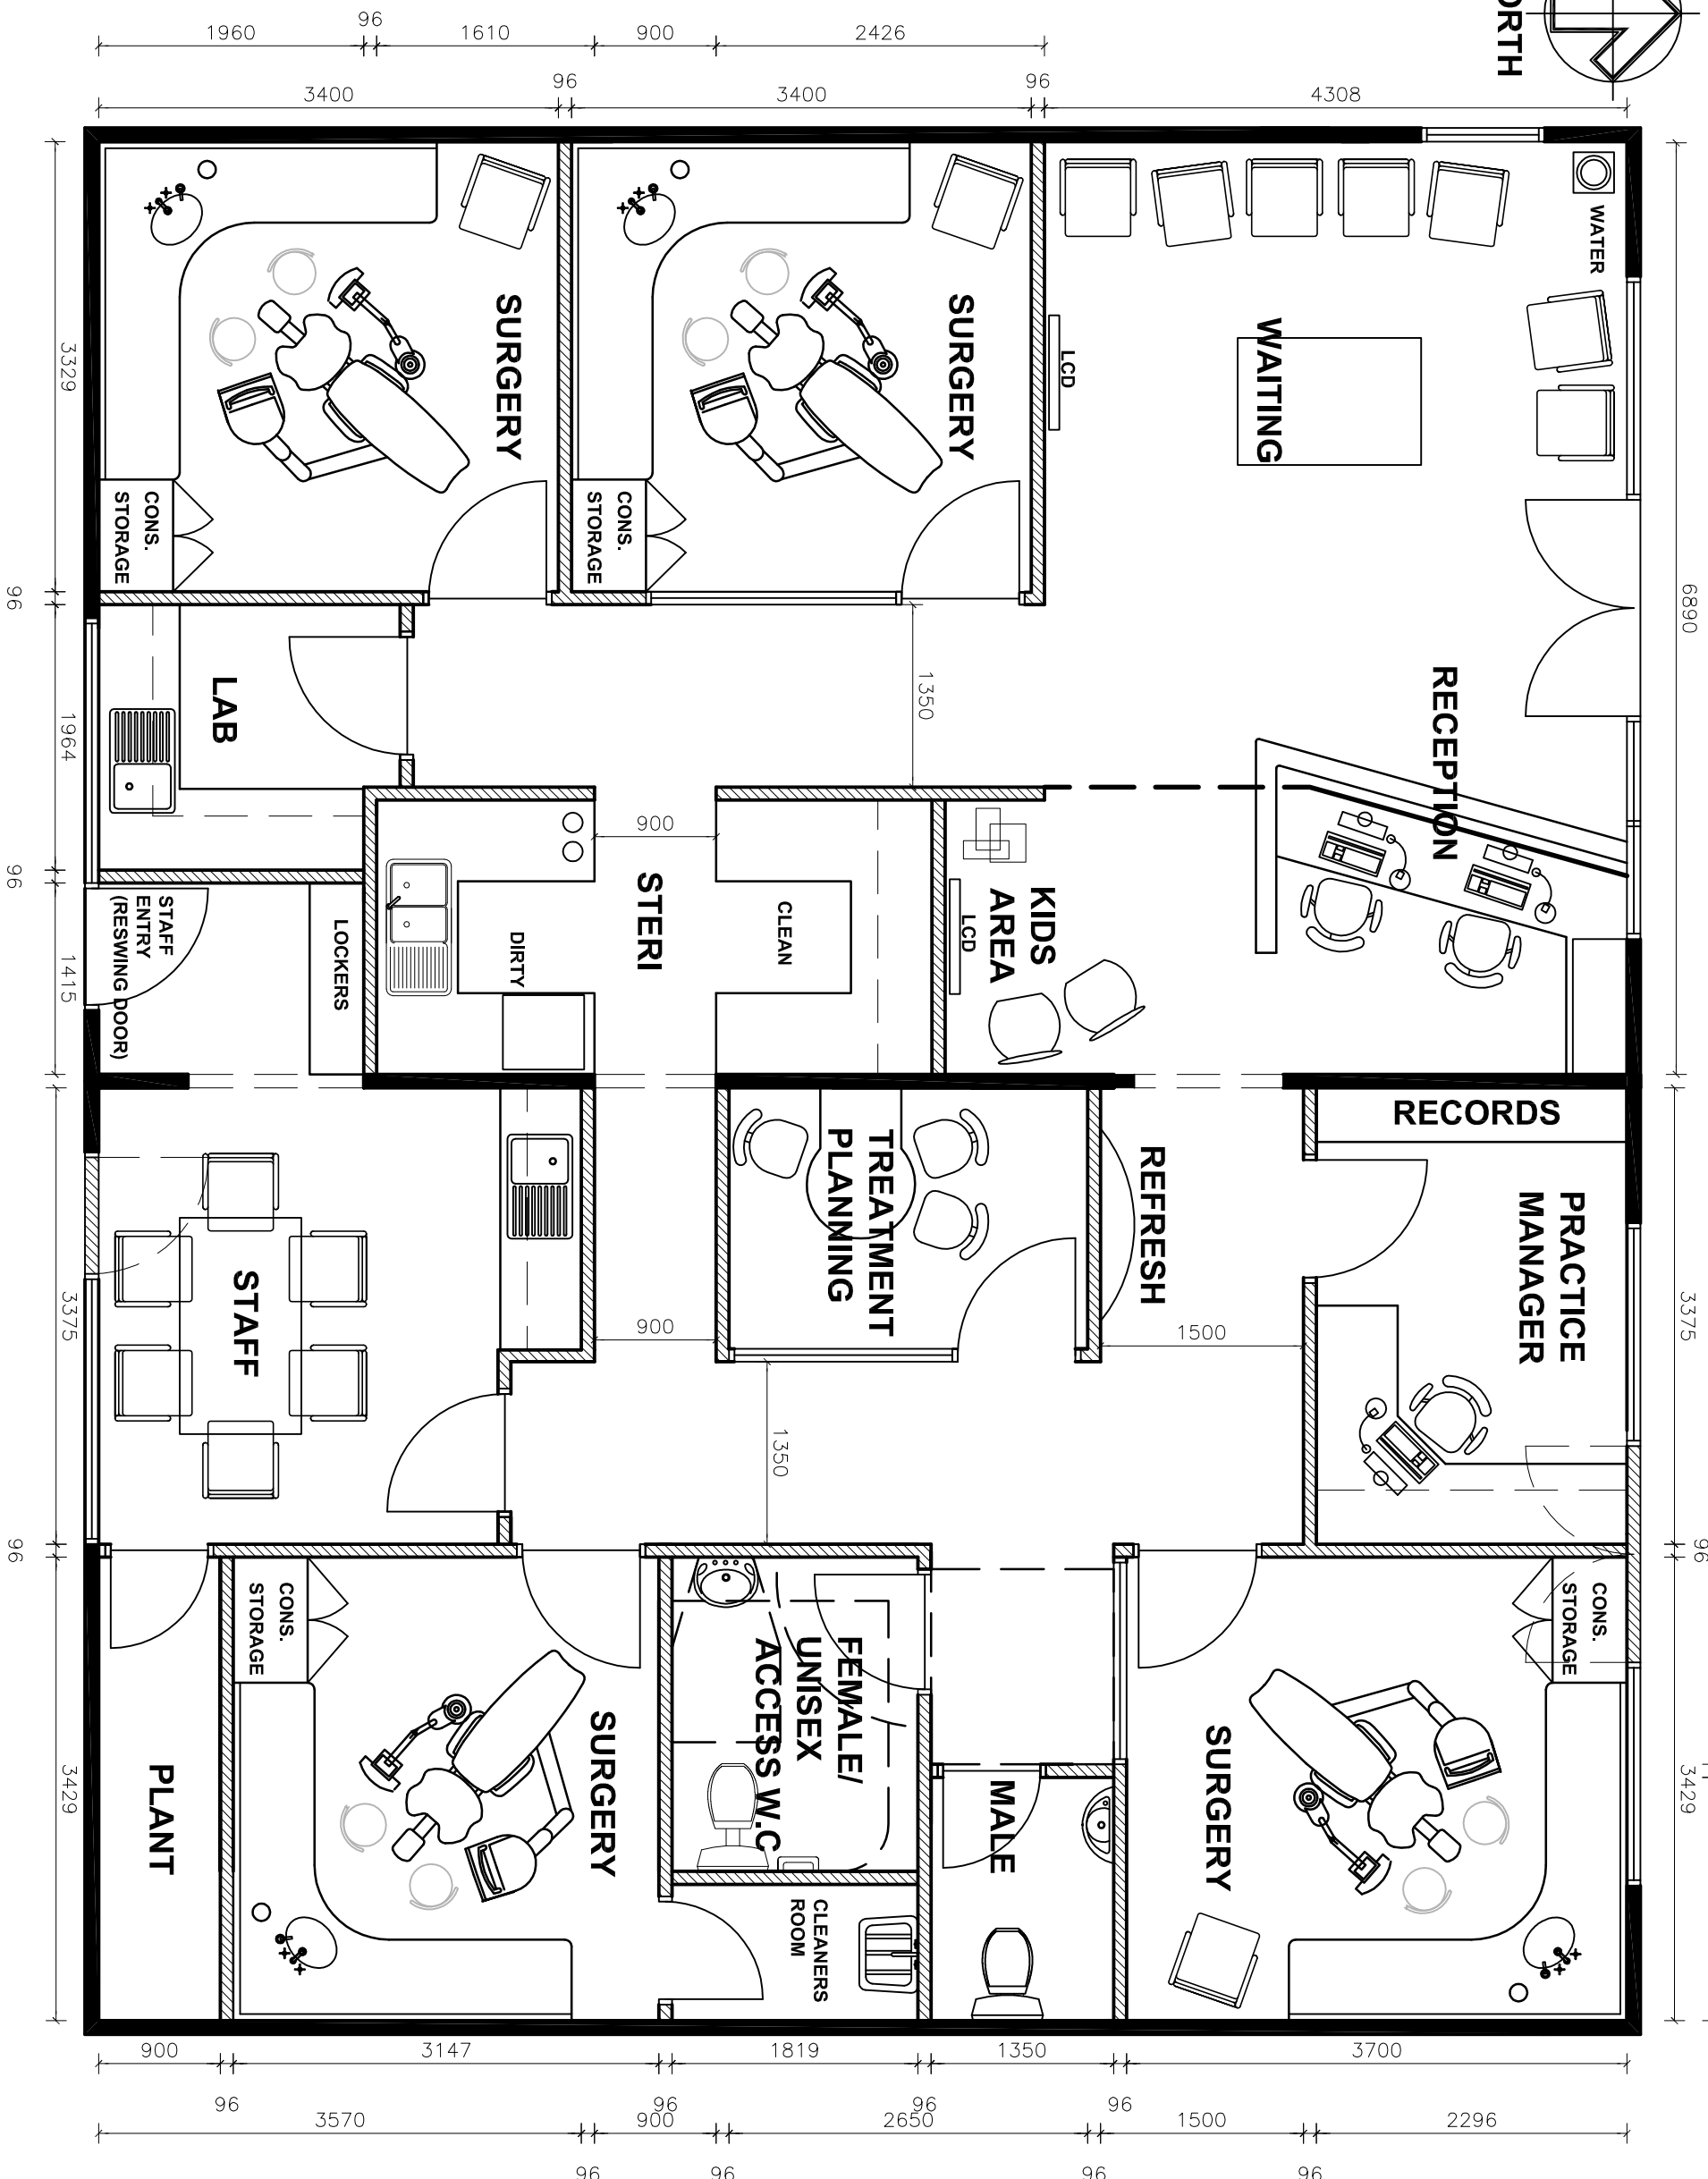 ORTH
96
1960 1610 900 2426
96 96
3400 3400 4308
WATER
SURGERY
SURGERY
WAITING
LCD
3329
6890
CONS.
STORAGE
CONS.
STORAGE
96
1350
RECEPTION
LAB
1964
900
96
STERI
CLEAN
DIRTY
KIDS
AREA
LCD
STAFF
ENTRY
(RESWING DOOR)
LOCKERS
1415
RECORDS
TREATMENT
PLANNING
REFRESH
PRACTICE
MANAGER
STAFF
3375
3375
900
1500
1350
96
96
CONS.
STORAGE
CONS.
STORAGE
FEMALE/
UNISEX
ACCESS W.C
SURGERY
SURGERY
PLANT
MALE
3429
3429
CLEANERS
ROOM
900 3147 1819 1350 3700
96 96 96 96
3570 900 2650 1500 2296
96 96 96 96